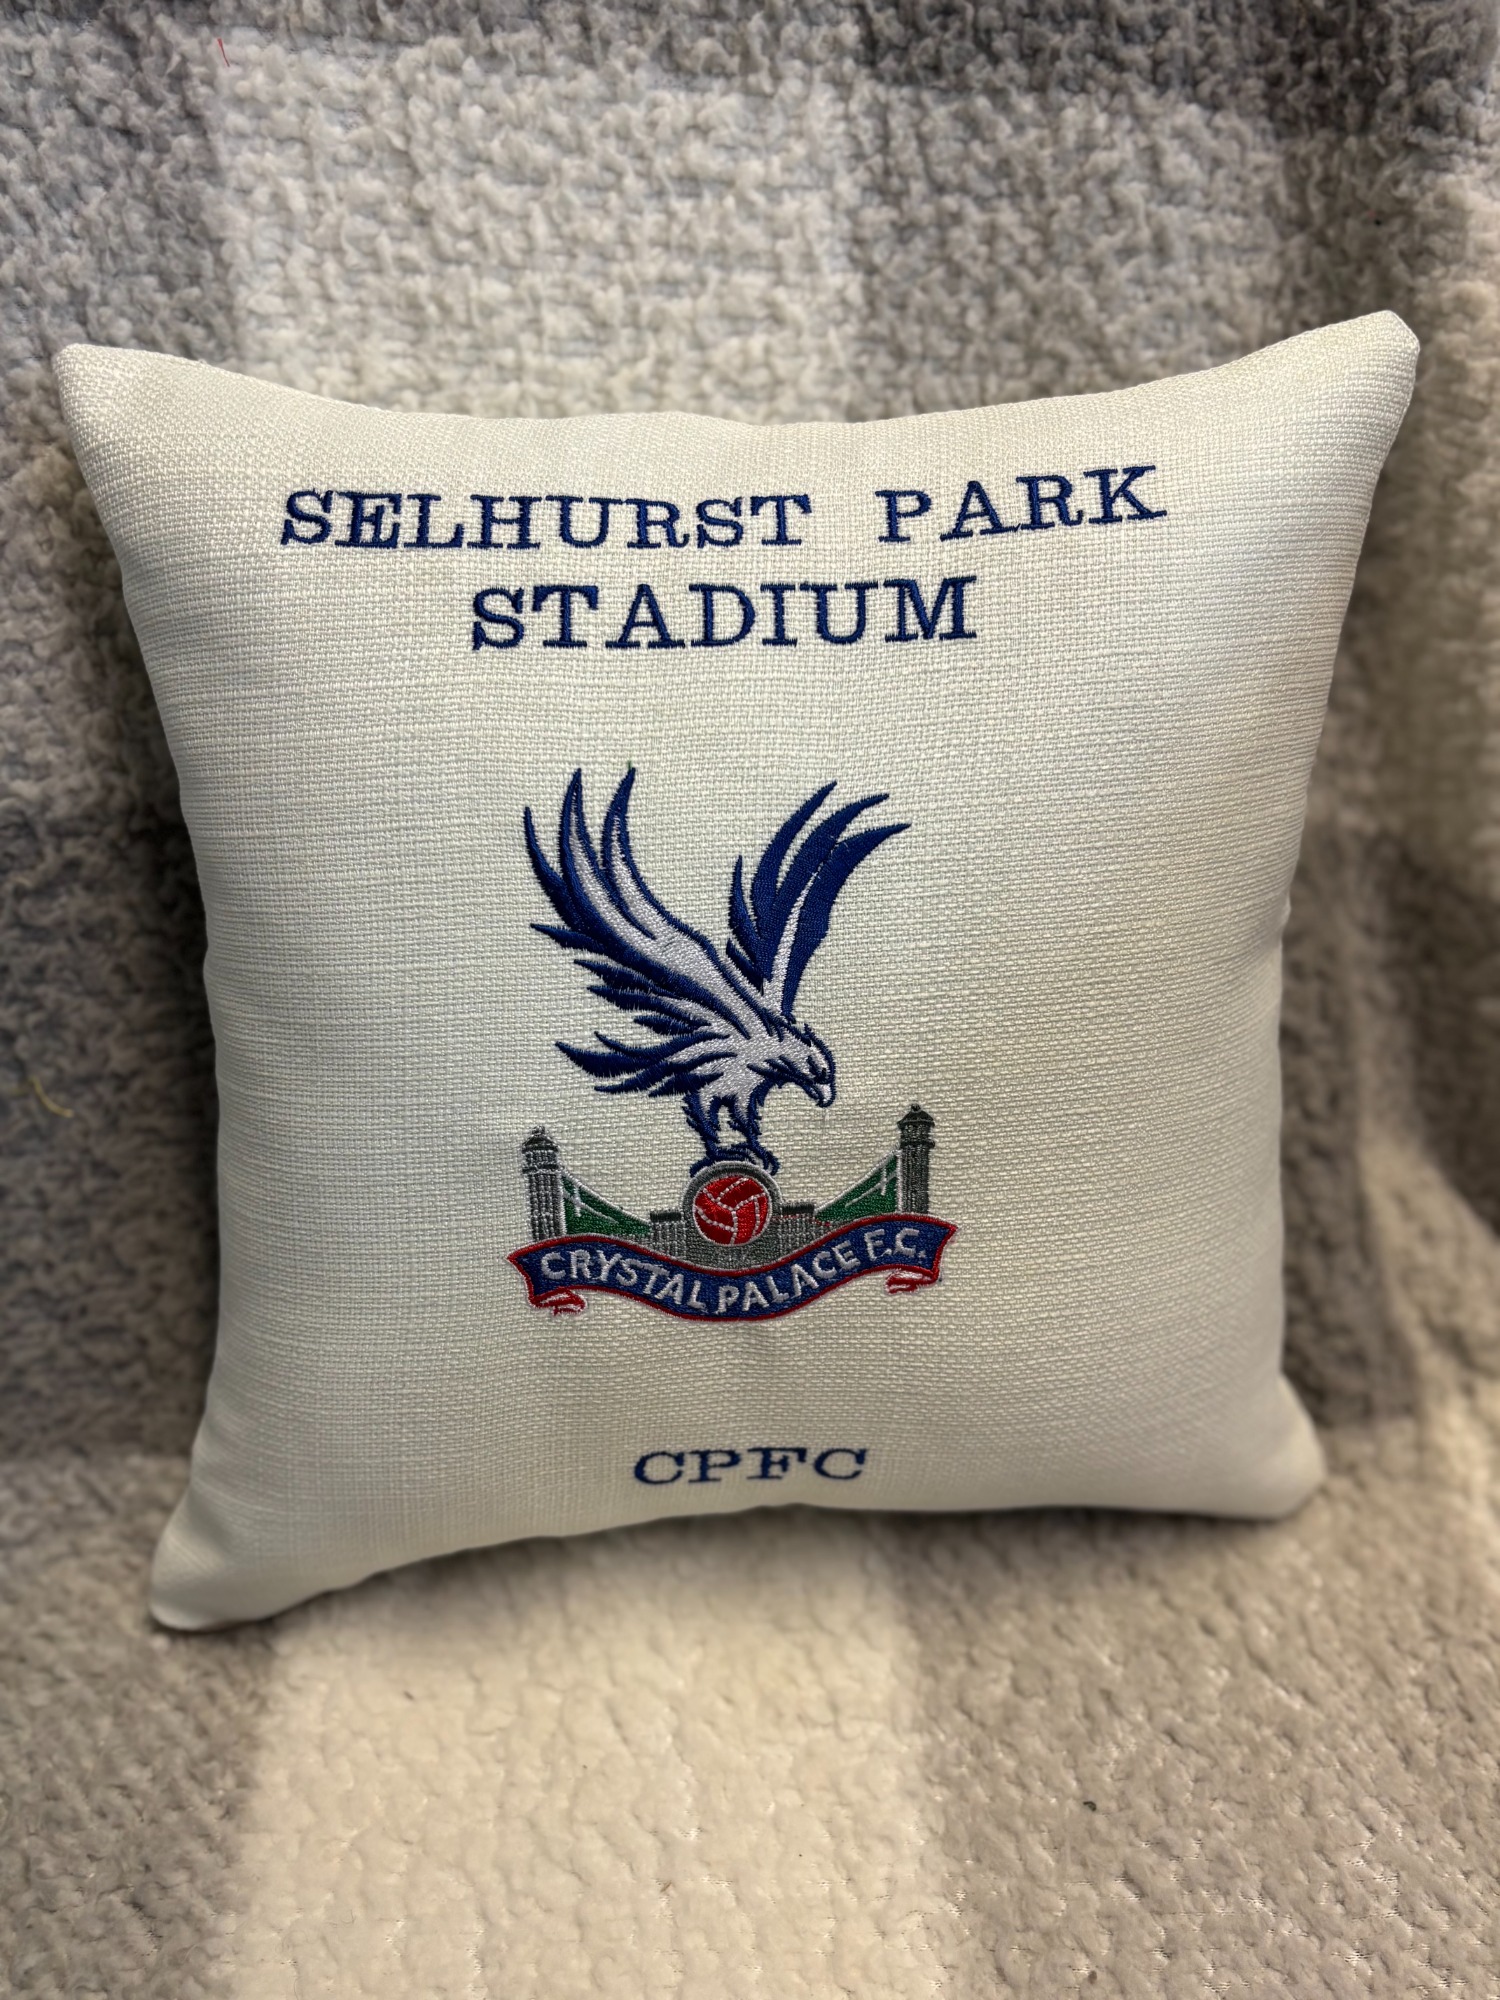 SELHURST PARK
STADIUM
CRYSTAL PALACE F.C.
CPFC